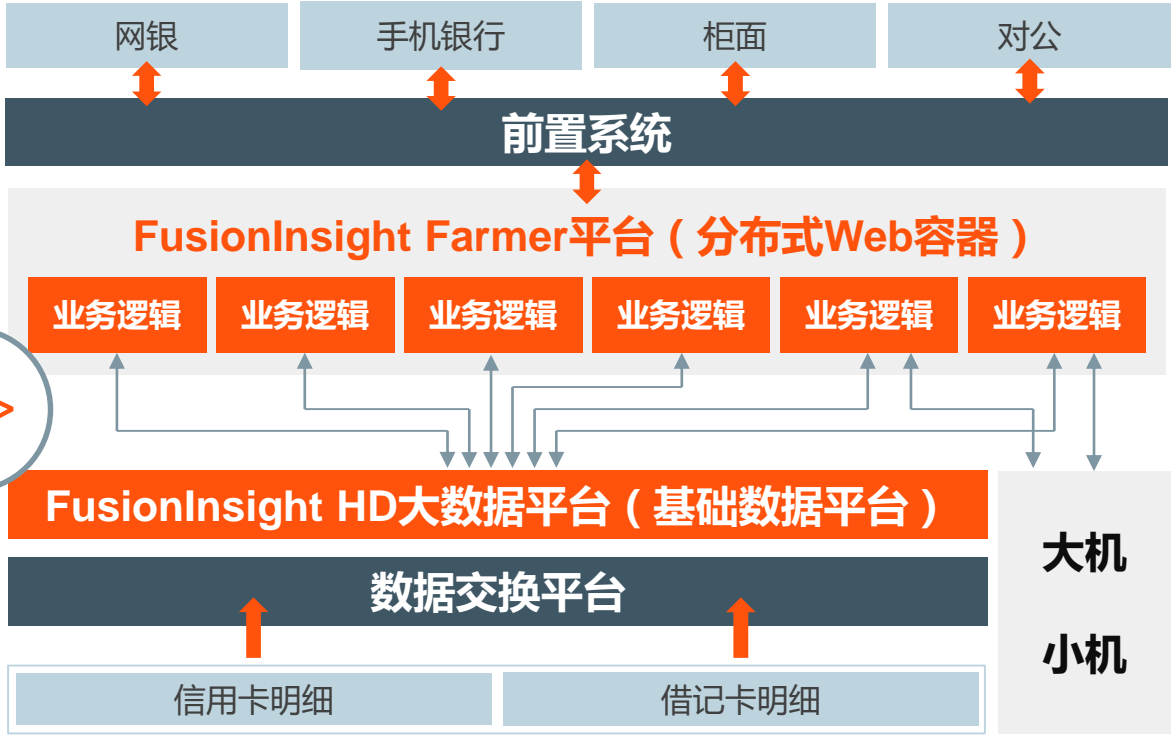 网银
手机银行
柜面
对公
前置系统
FusionInsight Farmer平台（分布式Web容器）
业务逻辑
业务逻辑
业务逻辑
业务逻辑
业务逻辑
业务逻辑
>
FusionInsight HD大数据平台（基础数据平台）
数据交换平台
大机
小机
信用卡明细
借记卡明细